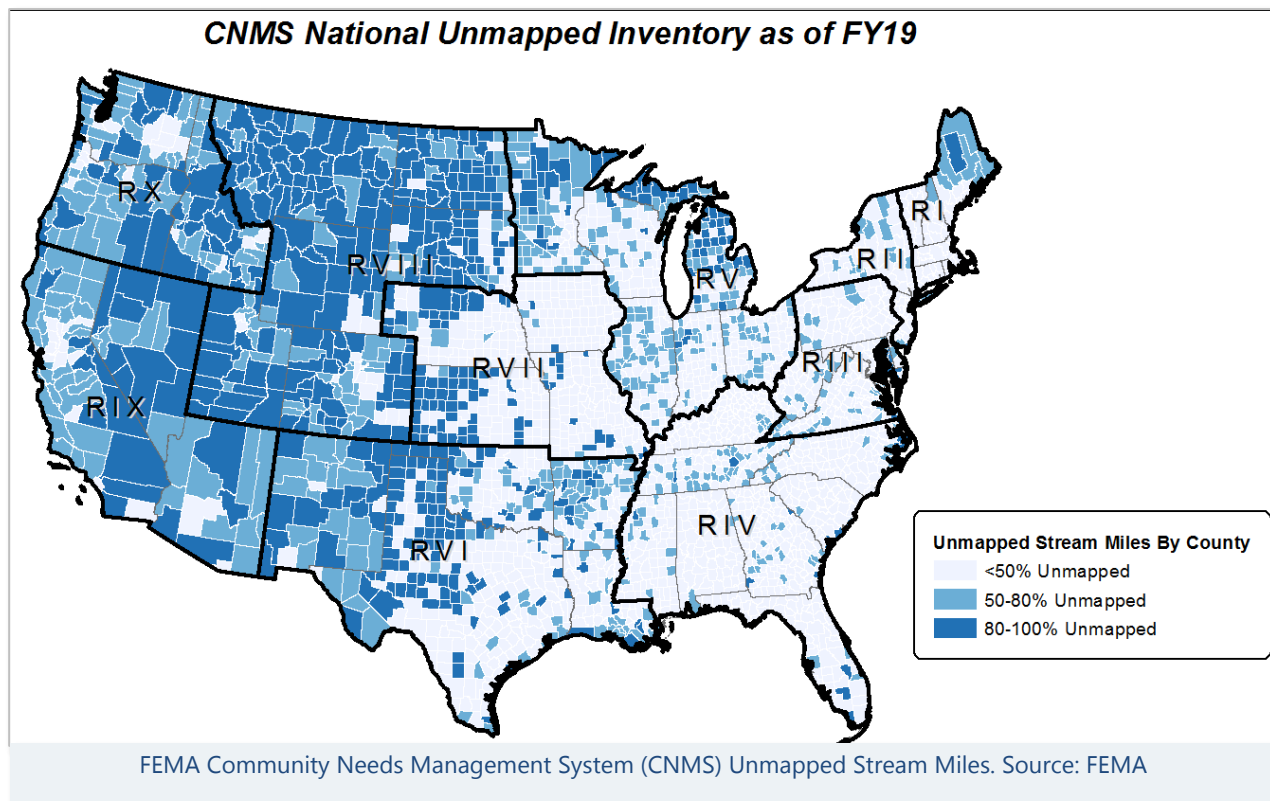 CNMS National Unmapped Inventory as of FY19
RX
RVIII
RV
RI
RII
RIII
RVII
RIX
RIV
RVI
Unmapped Stream Miles By County
<50% Unmapped
50-80% Unmapped
80-100% Unmapped
FEMA Community Needs Management System (CNMS) Unmapped Stream Miles. Source: FEMA